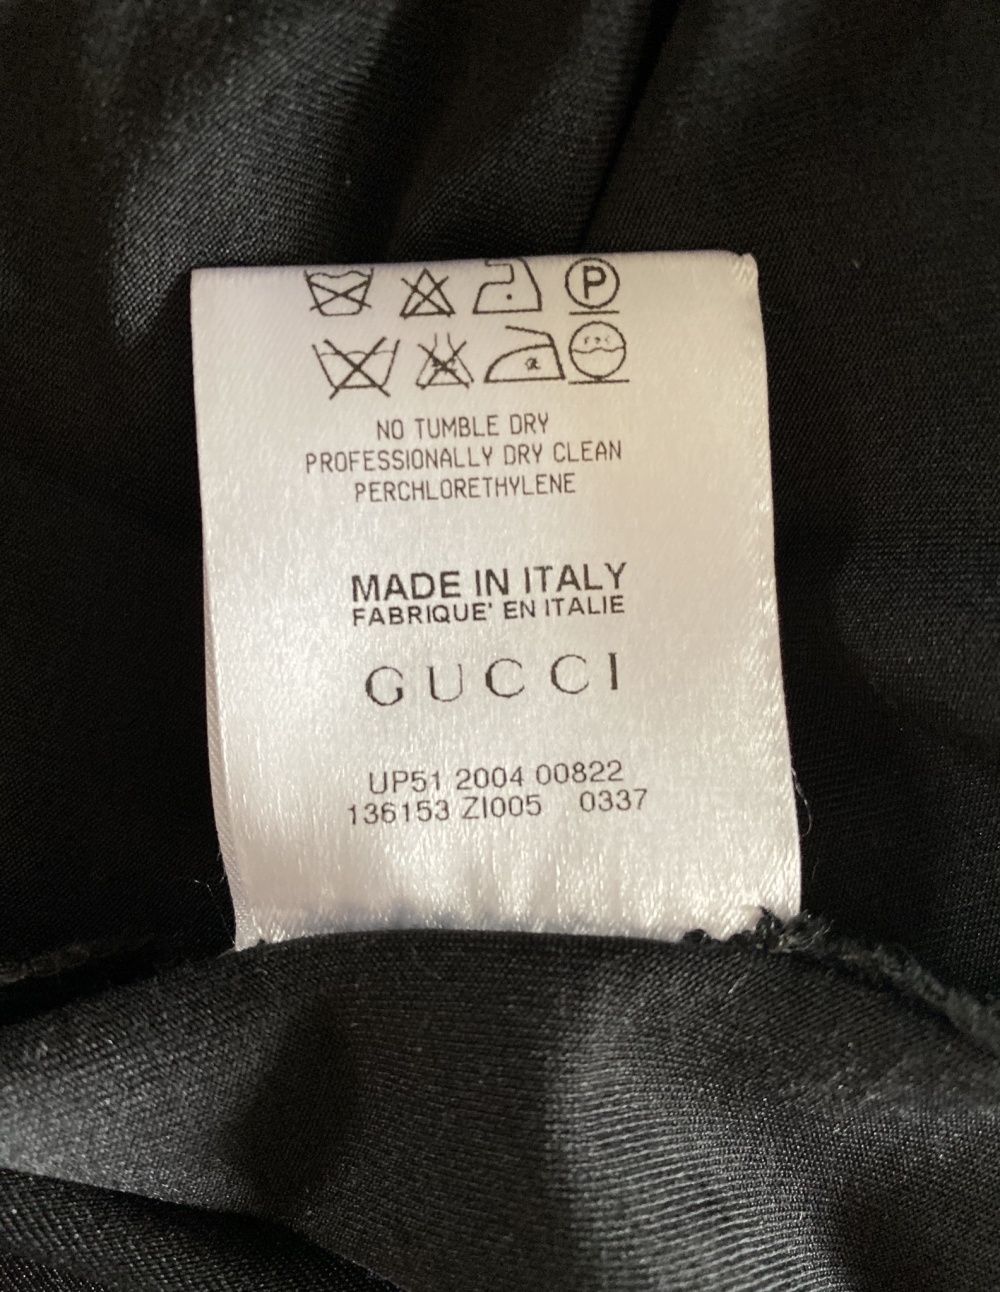 P
NO TUMBLE DRY
PROFESSIONALLY DRY CLEAN
PERCHLORETHYLENE
MADE IN ITALY
FABRIQUE' EN ITALIE
GUCCI
UP51 2004 00822
136153 ZI005 0337